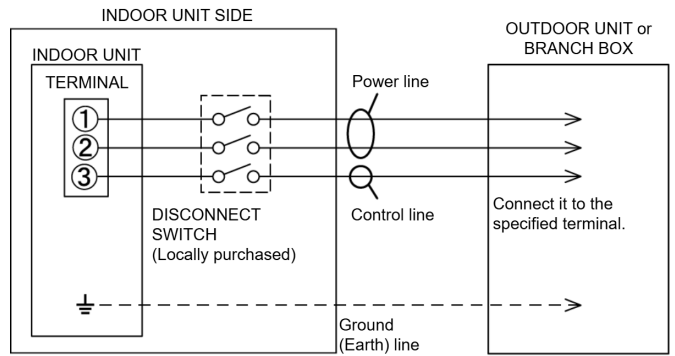 INDOOR UNIT SIDE
OUTDOOR UNIT or
BRANCH BOX
INDOOR UNIT
TERMINAL
Power line
①
②
③
Connect it to the
specified terminal.
DISCONNECT
SWITCH
(Locally purchased)
Control line
Ground
(Earth) line